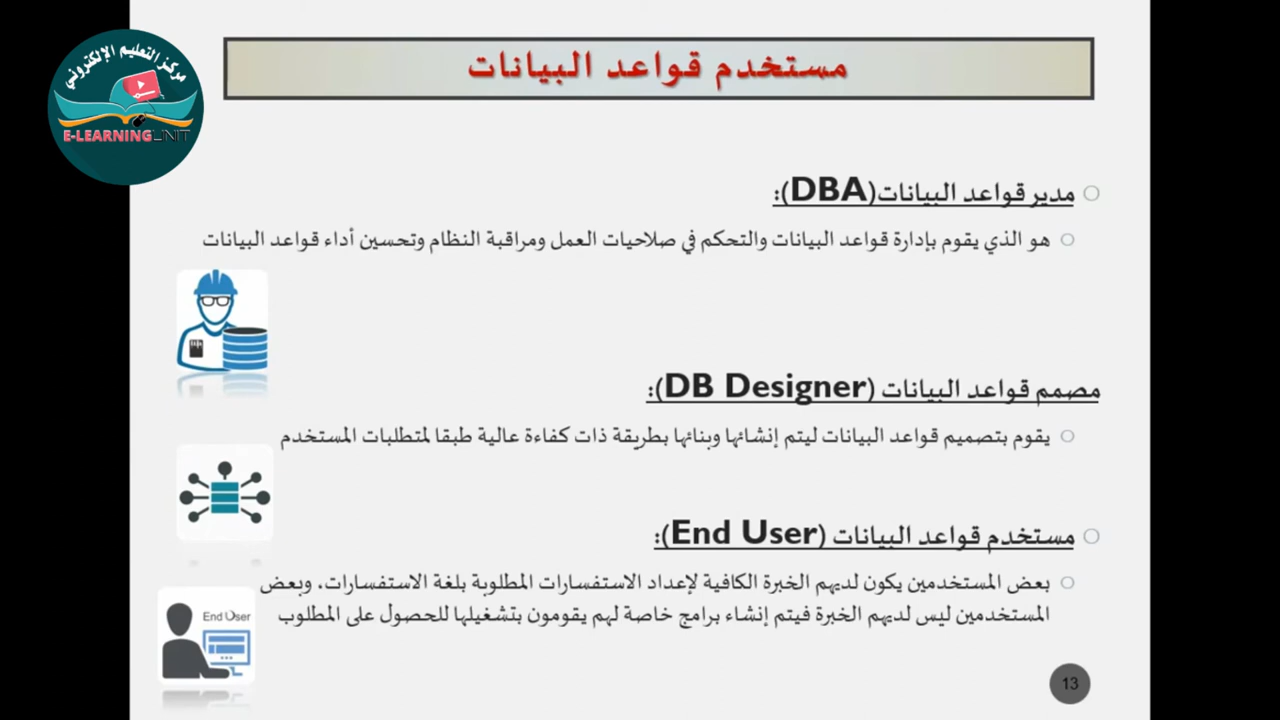 مركز التعليم الإلكتروني
E-LEARNING UNIT
مستخدم قواعد البيانات
مدير قواعد البيانات(DBA):
هو الذي يقوم بإدارة قواعد البيانات والتحكم في صلاحيات العمل ومراقبة النظام وتحسين أداء قواعد البيانات
مصمم قواعد البيانات (DB Designer):
يقوم بتصميم قواعد البيانات ليتم إنشائها وبنائها بطريقة ذات كفاءة عالية طبقا لمتطلبات المستخدم
مستخدم قواعد البيانات (End User):
بعض المستخدمين يكون لديهم الخبرة الكافية لإعداد الاستفسارات المطلوبة بلغة الاستفسارات، وبعض
المستخدمين ليس لديهم الخبرة فيتم إنشاء برامج خاصة لهم يقومون بتشغيلها للحصول على المطلوب
End User
13